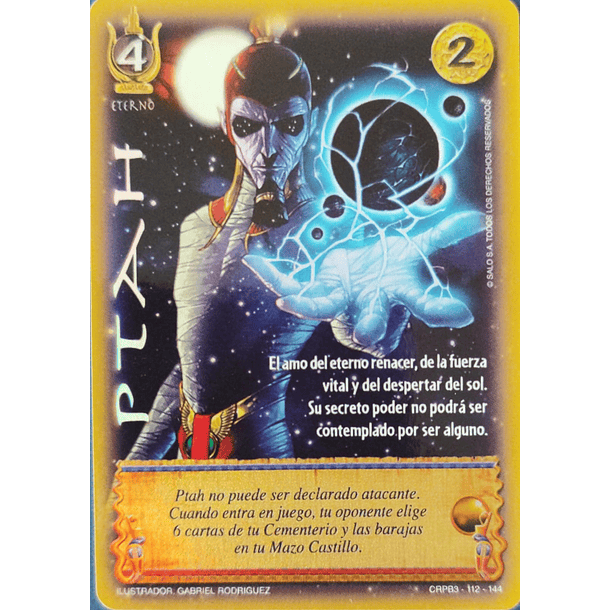 4
ETERNO
2
PTAH
© SALO S.A. TODOS LOS DERECHOS RESERVADOS
El amo del eterno renacer, de la fuerza
vital y del despertar del sol.
Su secreto poder no podrá ser
contemplado por ser alguno.
Ptah no puede ser declarado atacante.
Cuando entra en juego, tu oponente elige
6 cartas de tu Cementerio y las barajas
en tu Mazo Castillo.
ILUSTRADOR. GABRIEL RODRIGUEZ
CRPB3 - 112 - 144